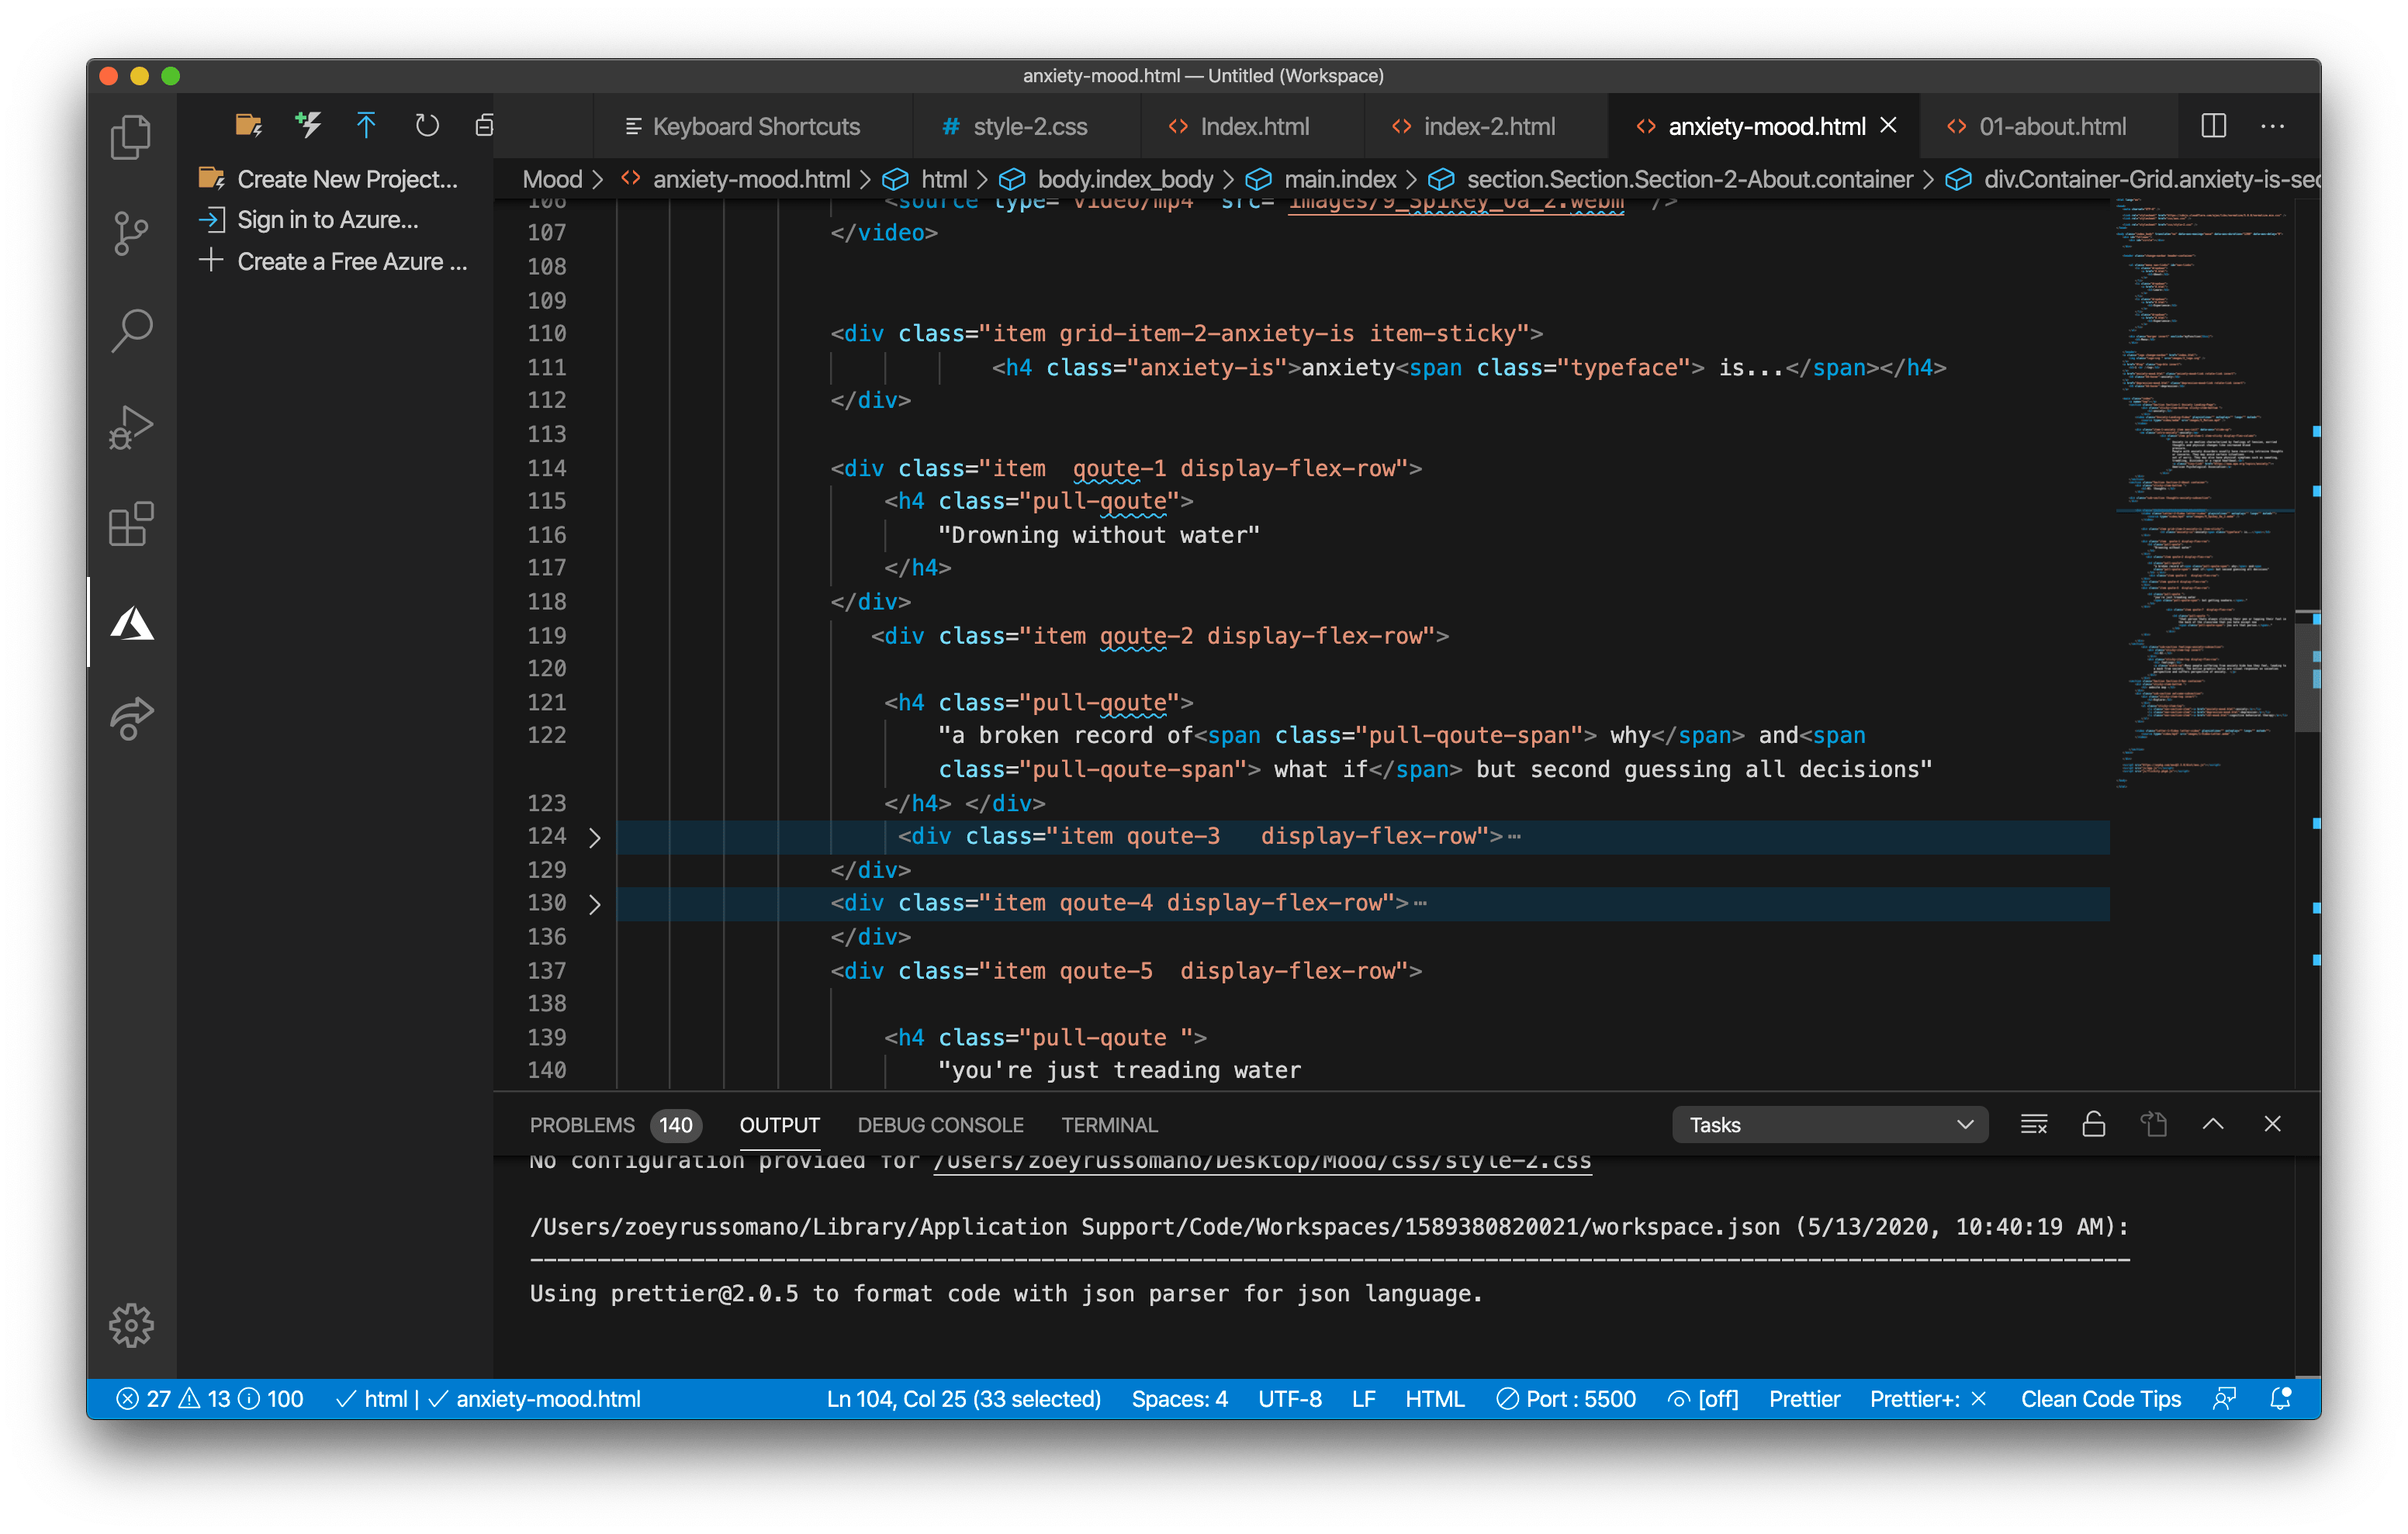 anxiety-mood.html — Untitled (Workspace)
Keyboard Shortcuts
# style-2.css
<> Index.html
<> index-2.html
<> anxiety-mood.html
<> 01-about.html
Create New Project...
Sign in to Azure...
Create a Free Azure ...
Mood > <> anxiety-mood.html > html > body.index_body > main.index > section.Section.Section-2-About.container > div.Container-Grid.anxiety-is-sec
106 <source type="video/mp4" src="images/9_Spikey_0a_2.webm" />
107 </video>
108
109
110 <div class="item grid-item-2-anxiety-is item-sticky">
111 <h4 class="anxiety-is">anxiety<span class="typeface"> is...</span></h4>
112 </div>
113
114 <div class="item  qoute-1 display-flex-row">
115 <h4 class="pull-qoute">
116 "Drowning without water"
117 </h4>
118 </div>
119 <div class="item qoute-2 display-flex-row">
120
121 <h4 class="pull-qoute">
122 "a broken record of<span class="pull-qoute-span"> why</span> and<span
class="pull-qoute-span"> what if</span> but second guessing all decisions"
123 </h4> </div>
124 <div class="item qoute-3   display-flex-row">…
129 </div>
130 <div class="item qoute-4 display-flex-row">…
136 </div>
137 <div class="item qoute-5  display-flex-row">
138
139 <h4 class="pull-qoute ">
140 "you're just treading water
PROBLEMS 140 OUTPUT DEBUG CONSOLE TERMINAL Tasks
No configuration provided for /Users/zoeyrussomano/Desktop/Mood/css/style-2.css
/Users/zoeyrussomano/Library/Application Support/Code/Workspaces/1589380820021/workspace.json (5/13/2020, 10:40:19 AM):
Using prettier@2.0.5 to format code with json parser for json language.
27 13 100 html | anxiety-mood.html Ln 104, Col 25 (33 selected) Spaces: 4 UTF-8 LF HTML Port : 5500 [off] Prettier Prettier+: × Clean Code Tips